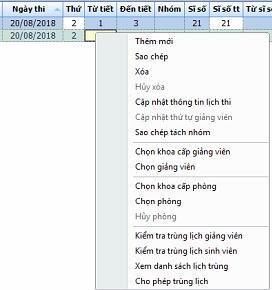 Ngày thi Thứ Từ tiết Đến tiết Nhóm Sĩ số Sĩ số tt Từ sĩ số
20/08/2018 2 1 3 21 21
20/08/2018 2
Thêm mới
Sao chép
Xóa
Hủy xóa
Cập nhật thông tin lịch thi
Cập nhật thứ tự giảng viên
Sao chép tách nhóm
Chọn khoa cấp giảng viên
Chọn giảng viên
Chọn khoa cấp phòng
Chọn phòng
Hủy phòng
Kiểm tra trùng lịch giảng viên
Kiểm tra trùng lịch sinh viên
Xem danh sách lịch trùng
Cho phép trùng lịch